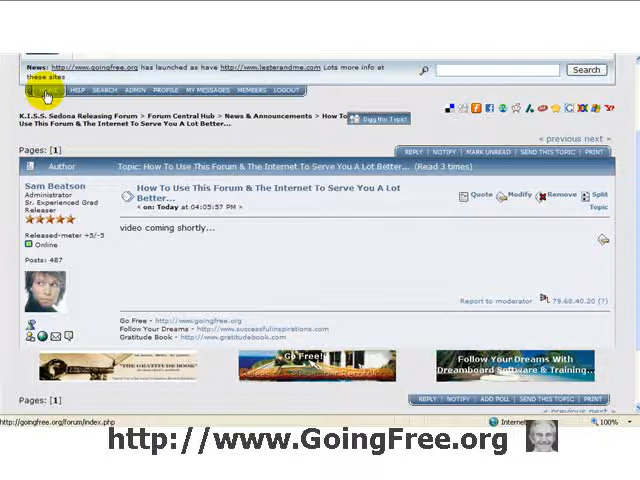 News: http://www.goingfree.org has launched as have http://www.lesterandme.com Lots more info at
these sites
Search
HOME HELP SEARCH ADMIN PROFILE MY MESSAGES MEMBERS LOGOUT
K.I.S.S. Sedona Releasing Forum > Forum Central Hub > News & Announcements > How To
Use This Forum & The Internet To Serve You A Lot Better...
Digg this Topic!
« previous next »
Pages: [1]
REPLY | NOTIFY | MARK UNREAD | SEND THIS TOPIC | PRINT
Author Topic: How To Use This Forum & The Internet To Serve You A Lot Better... (Read 3 times)
Sam Beatson
Administrator
Sr. Experienced Grad
Releaser
Released-meter +5/-5
Online
Posts: 487
How To Use This Forum & The Internet To Serve You A Lot
Better...
« on: Today at 04:05:57 PM »
Quote Modify Remove Split
Topic
video coming shortly...
Report to moderator 79.68.40.20 (?)
Go Free - http://www.goingfree.org
Follow Your Dreams - http://www.successfulinspirations.com
Gratitude Book - http://www.gratitudebook.com
"THE GRATITUDE BOOK"
Go Free!
Follow Your Dreams With
Dreamboard Software & Training...
Pages: [1]
REPLY | NOTIFY | ADD POLL | SEND THIS TOPIC | PRINT
« previous next »
http://goingfree.org/forum/index.php
Internet
100%
http://www.GoingFree.org